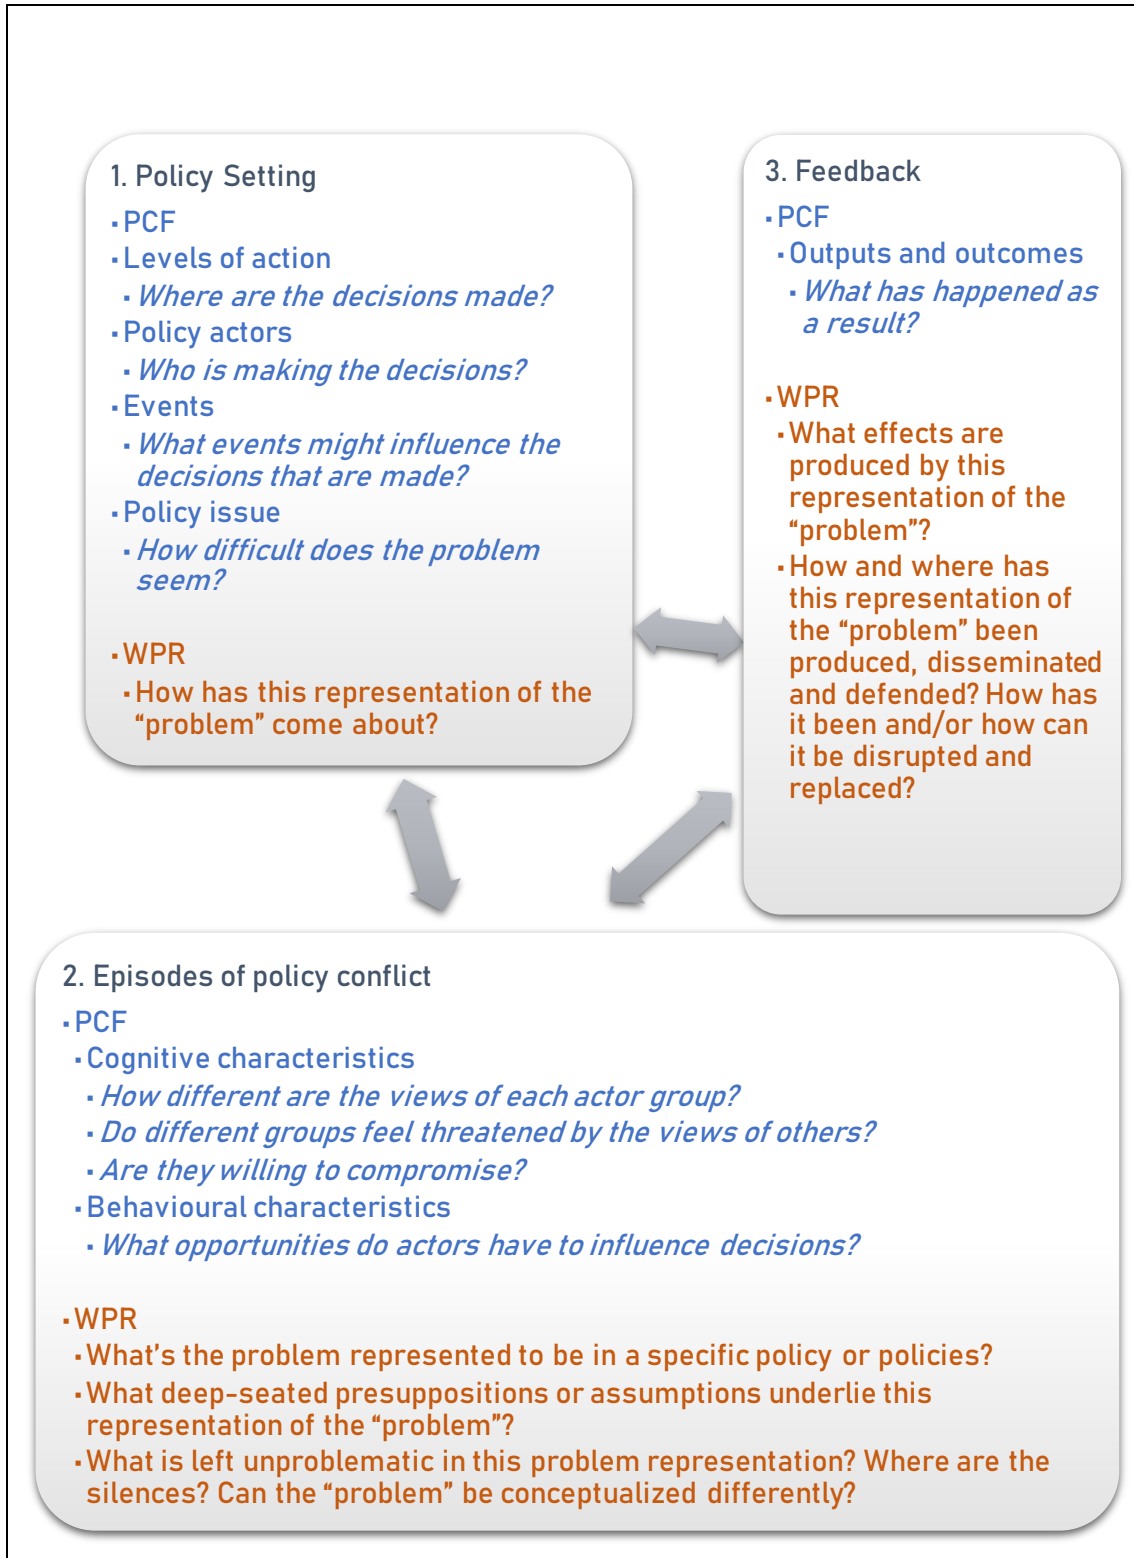 1. Policy Setting
▪ PCF
▪ Levels of action
▪ Where are the decisions made?
▪ Policy actors
▪ Who is making the decisions?
▪ Events
▪ What events might influence the
decisions that are made?
▪ Policy issue
▪ How difficult does the problem
seem?
▪ WPR
▪ How has this representation of the
“problem” come about?
3. Feedback
▪ PCF
▪ Outputs and outcomes
▪ What has happened as
a result?
▪ WPR
▪ What effects are
produced by this
representation of the
“problem”?
▪ How and where has
this representation of
the “problem” been
produced, disseminated
and defended? How has
it been and/or how can
it be disrupted and
replaced?
2. Episodes of policy conflict
▪ PCF
▪ Cognitive characteristics
▪ How different are the views of each actor group?
▪ Do different groups feel threatened by the views of others?
▪ Are they willing to compromise?
▪ Behavioural characteristics
▪ What opportunities do actors have to influence decisions?
▪ WPR
▪ What’s the problem represented to be in a specific policy or policies?
▪ What deep-seated presuppositions or assumptions underlie this
representation of the “problem”?
▪ What is left unproblematic in this problem representation? Where are the
silences? Can the “problem” be conceptualized differently?